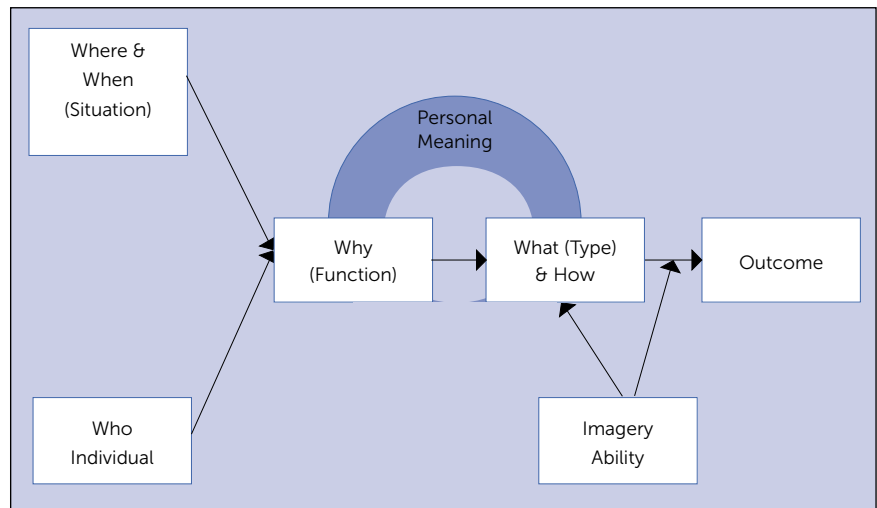 Where &
When
(Situation)
Personal
Meaning
Why
(Function)
What (Type)
& How
Outcome
Who
Individual
Imagery
Ability